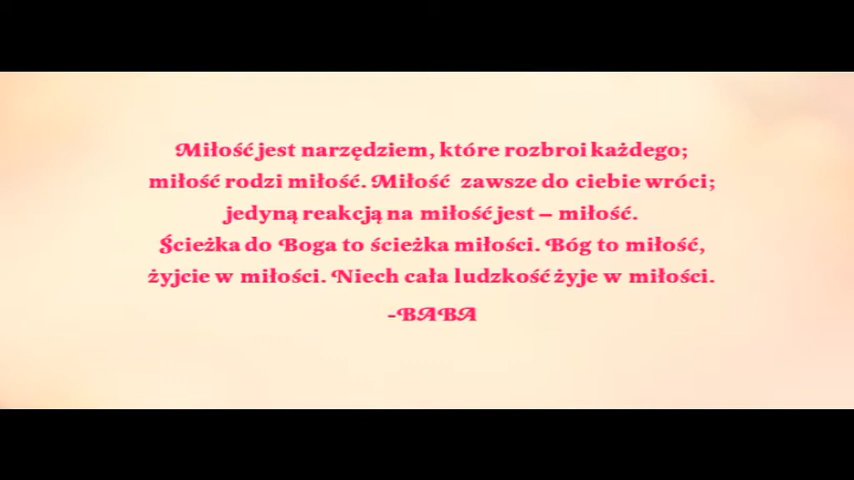 Miłość jest narzędziem, które rozbroi każdego;
miłość rodzi miłość. Miłość zawsze do ciebie wróci;
jedyną reakcją na miłość jest – miłość.
Ścieżka do Boga to ścieżka miłości. Bóg to miłość,
żyjcie w miłości. Niech cała ludzkość żyje w miłości.
-BABA